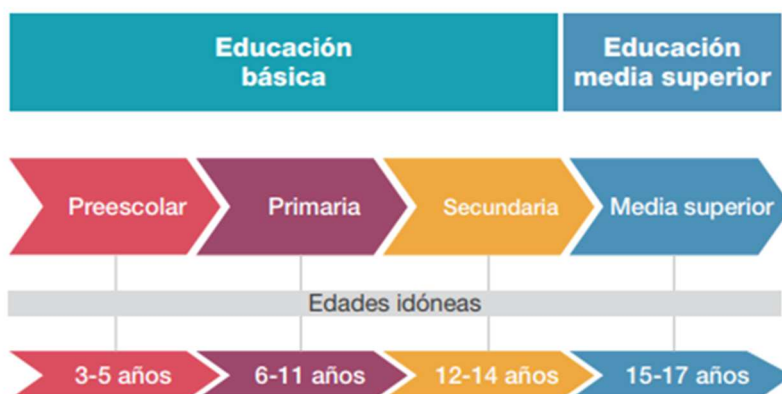 Educación
básica
Educación
media superior
Preescolar
Primaria
Secundaria
Media superior
Edades idóneas
3-5 años
6-11 años
12-14 años
15-17 años